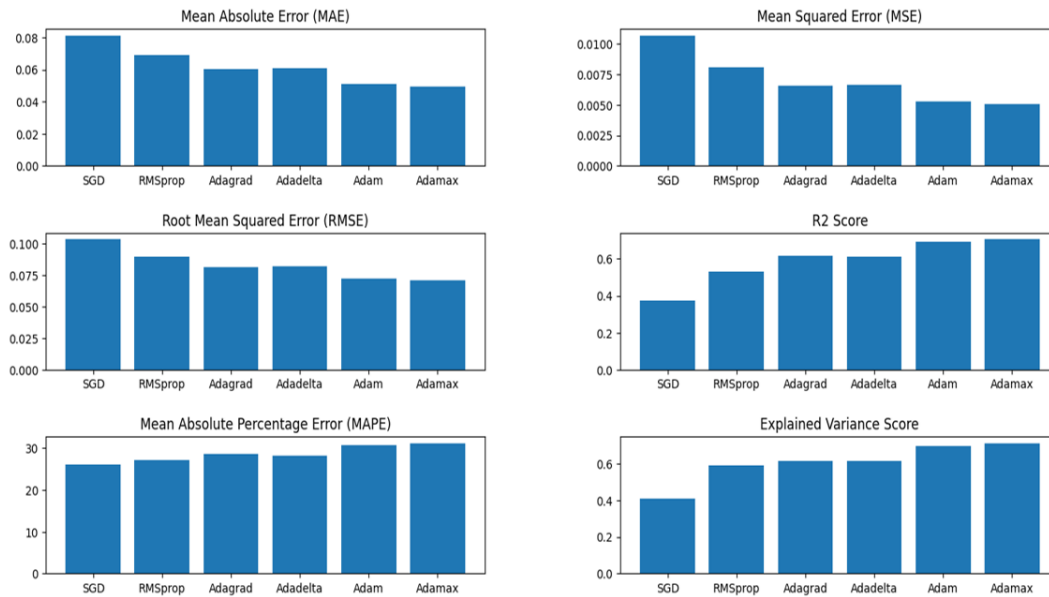 Mean Absolute Error (MAE)
0.08
0.06
0.04
0.02
0.00
SGD RMSprop Adagrad Adadelta Adam Adamax
Mean Squared Error (MSE)
0.0100
0.0075
0.0050
0.0025
0.0000
SGD RMSprop Adagrad Adadelta Adam Adamax
Root Mean Squared Error (RMSE)
0.100
0.075
0.050
0.025
0.000
SGD RMSprop Adagrad Adadelta Adam Adamax
R2 Score
0.6
0.4
0.2
0.0
SGD RMSprop Adagrad Adadelta Adam Adamax
Mean Absolute Percentage Error (MAPE)
30
20
10
0
SGD RMSprop Adagrad Adadelta Adam Adamax
Explained Variance Score
0.6
0.4
0.2
0.0
SGD RMSprop Adagrad Adadelta Adam Adamax